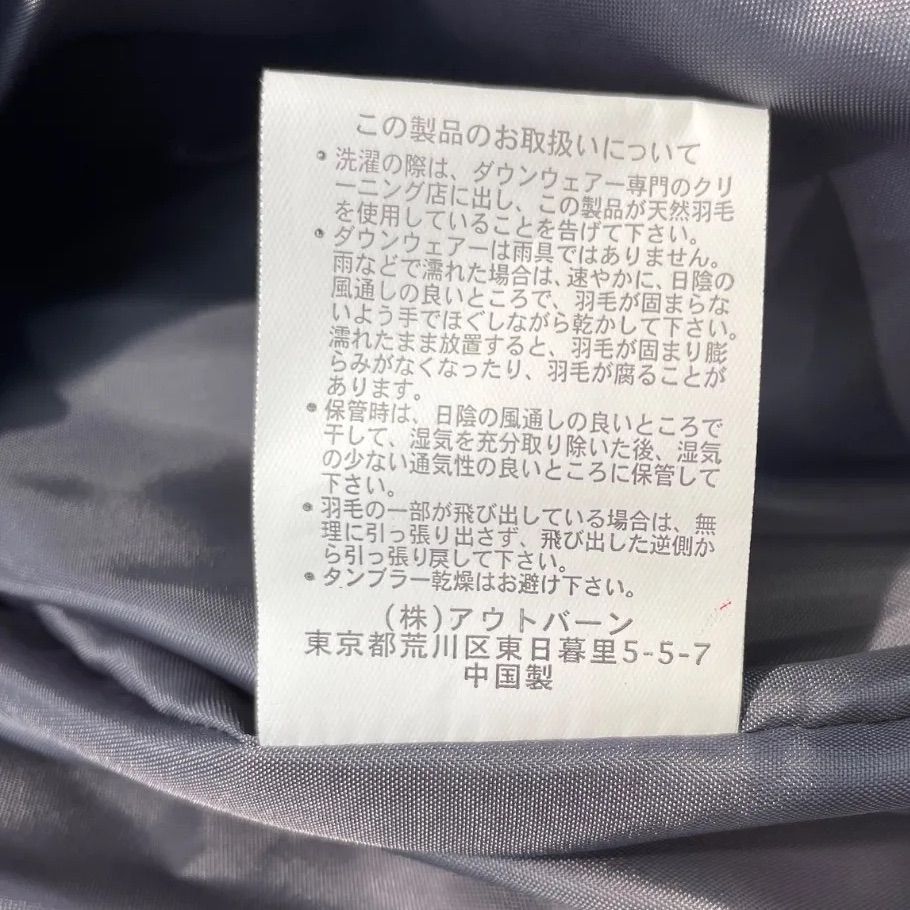 この製品のお取扱いについて
・洗濯の際は、ダウンウェアー専門のクリ
ーニング店に出し、この製品が天然羽毛
を使用していることを告げて下さい。
・ダウンウェアーは雨具ではありません。
雨などで濡れた場合は、速やかに、日陰の
風通しの良いところで、羽毛が固まらな
いよう手でほぐしながら乾かして下さい。
濡れたまま放置すると、羽毛が固まり膨
らみがなくなったり、羽毛が腐ることが
あります。
・保管時は、日陰の風通しの良いところで
干して、湿気を充分取り除いた後、湿気
の少ない通気性の良いところに保管して
下さい。
・羽毛の一部が飛び出している場合は、無
理に引っ張り出さず、飛び出した逆側か
ら引っ張り戻して下さい。
・タンブラー乾燥はお避け下さい。
(株)アウトバーン
東京都荒川区東日暮里5-5-7
中国製